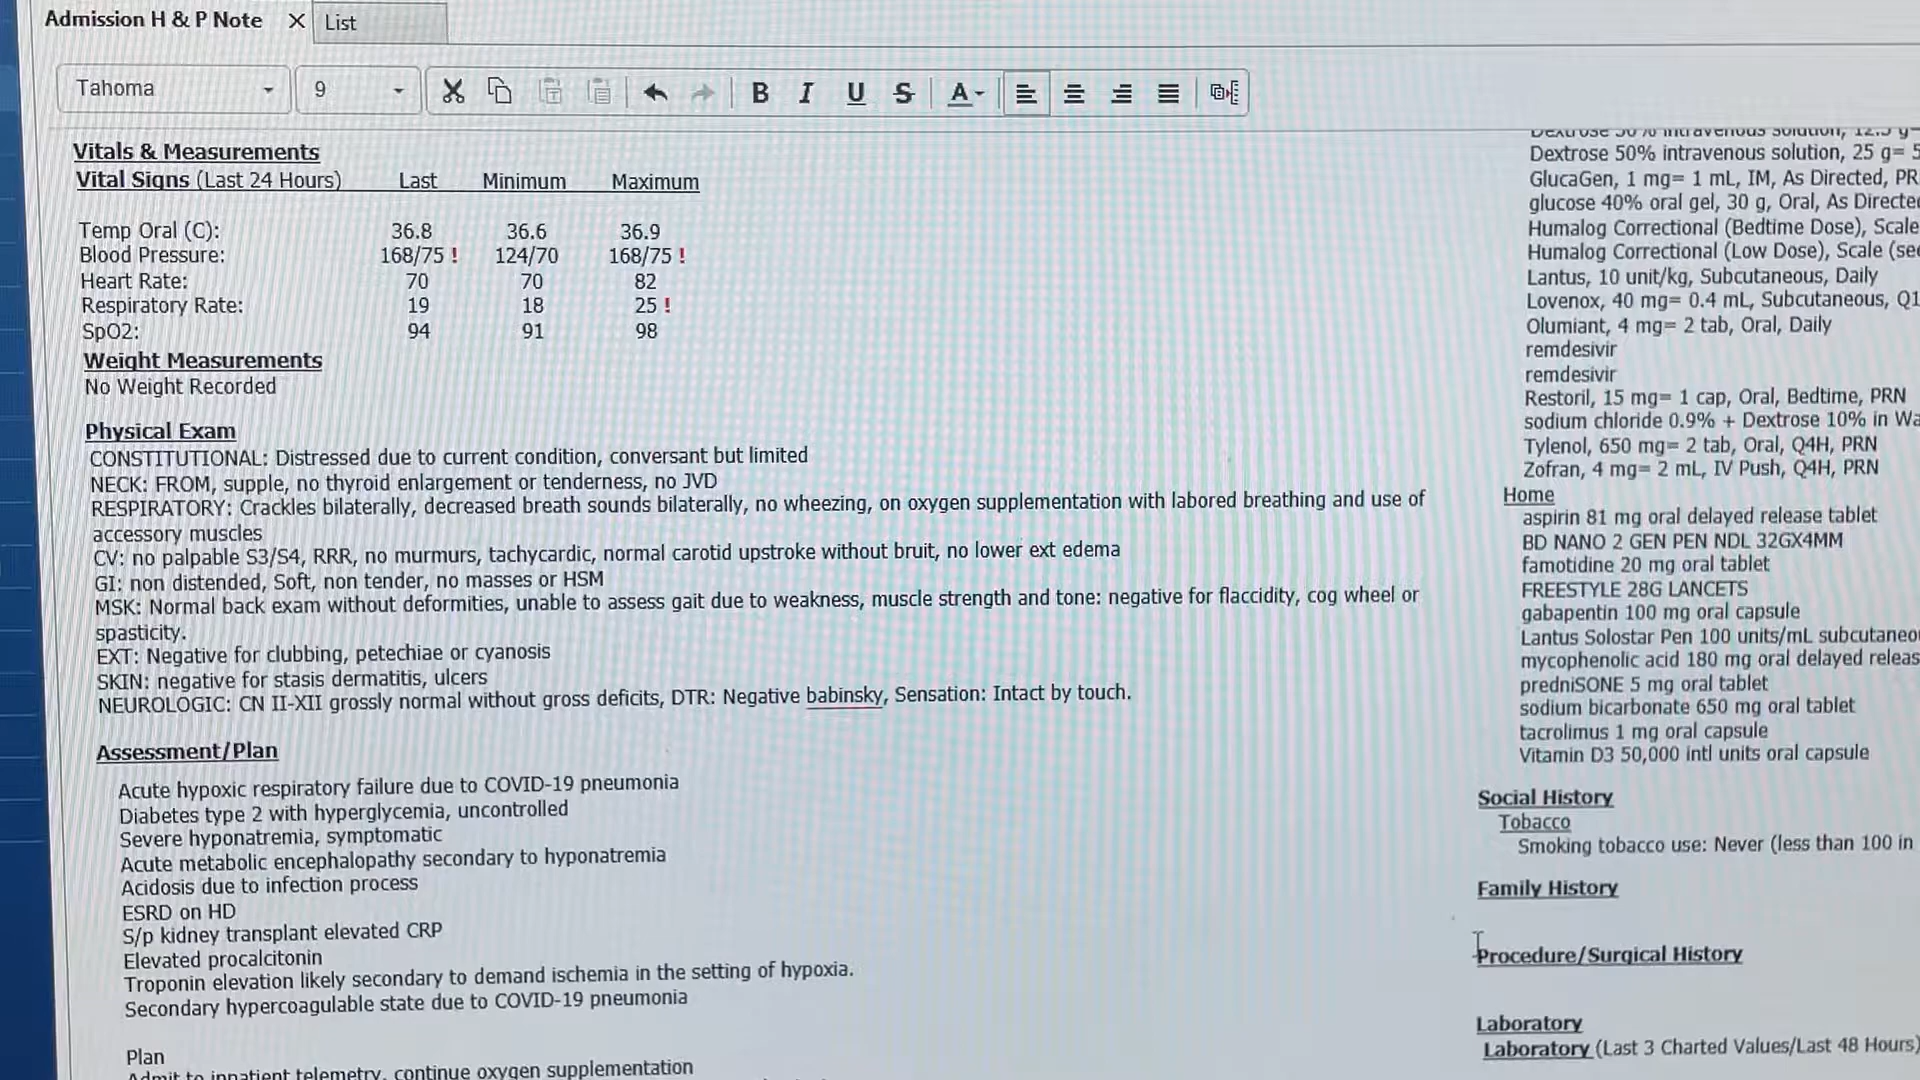 Admission H & P Note X List
Tahoma 9
B I U S A
Vitals & Measurements
Vital Signs (Last 24 Hours) Last Minimum Maximum
Temp Oral (C): 36.8 36.6 36.9
Blood Pressure: 168/75 ! 124/70 168/75 !
Heart Rate: 70 70 82
Respiratory Rate: 19 18 25 !
SpO2: 94 91 98
Weight Measurements
No Weight Recorded
Physical Exam
CONSTITUTIONAL: Distressed due to current condition, conversant but limited
NECK: FROM, supple, no thyroid enlargement or tenderness, no JVD
RESPIRATORY: Crackles bilaterally, decreased breath sounds bilaterally, no wheezing, on oxygen supplementation with labored breathing and use of
accessory muscles
CV: no palpable S3/S4, RRR, no murmurs, tachycardic, normal carotid upstroke without bruit, no lower ext edema
GI: non distended, Soft, non tender, no masses or HSM
MSK: Normal back exam without deformities, unable to assess gait due to weakness, muscle strength and tone: negative for flaccidity, cog wheel or
spasticity.
EXT: Negative for clubbing, petechiae or cyanosis
SKIN: negative for stasis dermatitis, ulcers
NEUROLOGIC: CN II-XII grossly normal without gross deficits, DTR: Negative babinsky, Sensation: Intact by touch.
Assessment/Plan
Acute hypoxic respiratory failure due to COVID-19 pneumonia
Diabetes type 2 with hyperglycemia, uncontrolled
Severe hyponatremia, symptomatic
Acute metabolic encephalopathy secondary to hyponatremia
Acidosis due to infection process
ESRD on HD
S/p kidney transplant elevated CRP
Elevated procalcitonin
Troponin elevation likely secondary to demand ischemia in the setting of hypoxia.
Secondary hypercoagulable state due to COVID-19 pneumonia
Plan
Admit to inpatient telemetry, continue oxygen supplementation
Dextrose 50% intravenous solution, 12.5 g=
Dextrose 50% intravenous solution, 25 g= 5
GlucaGen, 1 mg= 1 mL, IM, As Directed, PR
glucose 40% oral gel, 30 g, Oral, As Directe
Humalog Correctional (Bedtime Dose), Scale
Humalog Correctional (Low Dose), Scale (see
Lantus, 10 unit/kg, Subcutaneous, Daily
Lovenox, 40 mg= 0.4 mL, Subcutaneous, Q1
Olumiant, 4 mg= 2 tab, Oral, Daily
remdesivir
remdesivir
Restoril, 15 mg= 1 cap, Oral, Bedtime, PRN
sodium chloride 0.9% + Dextrose 10% in Wa
Tylenol, 650 mg= 2 tab, Oral, Q4H, PRN
Zofran, 4 mg= 2 mL, IV Push, Q4H, PRN
Home
aspirin 81 mg oral delayed release tablet
BD NANO 2 GEN PEN NDL 32GX4MM
famotidine 20 mg oral tablet
FREESTYLE 28G LANCETS
gabapentin 100 mg oral capsule
Lantus Solostar Pen 100 units/mL subcutaneou
mycophenolic acid 180 mg oral delayed releas
predniSONE 5 mg oral tablet
sodium bicarbonate 650 mg oral tablet
tacrolimus 1 mg oral capsule
Vitamin D3 50,000 intl units oral capsule
Social History
Tobacco
Smoking tobacco use: Never (less than 100 in
Family History
Procedure/Surgical History
Laboratory
Laboratory (Last 3 Charted Values/Last 48 Hours)